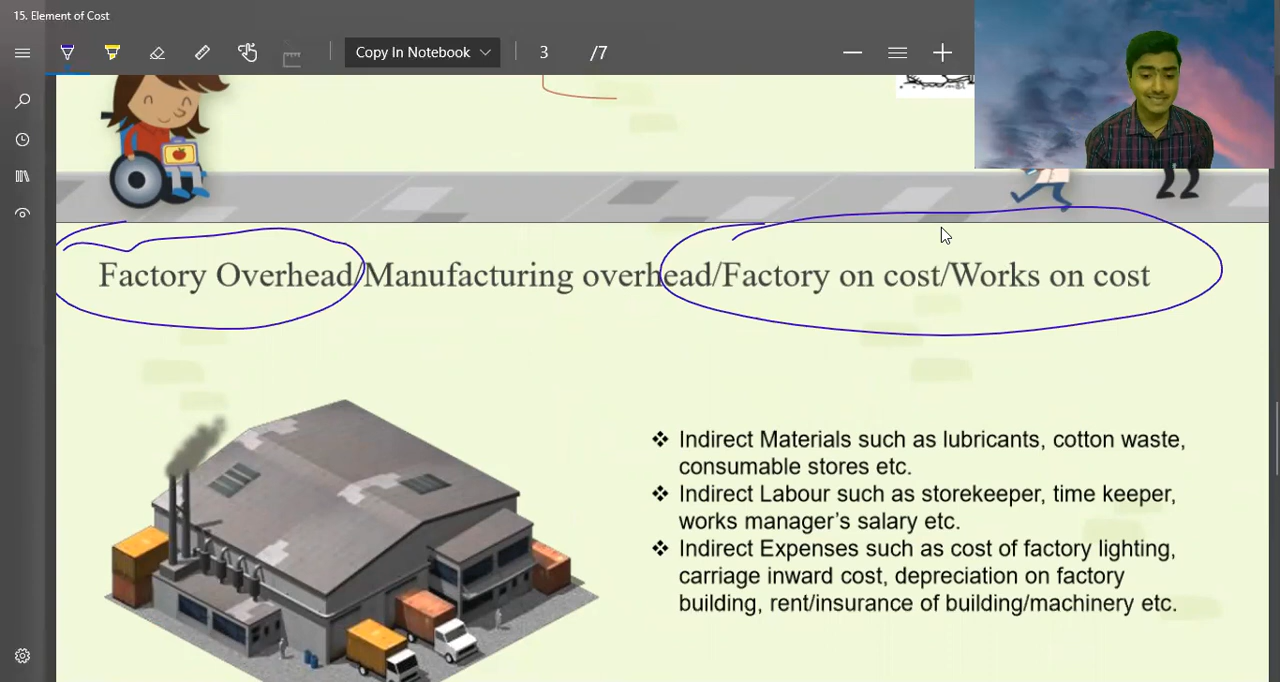 15. Element of Cost
Copy In Notebook
3 /7
Factory Overhead/Manufacturing overhead/Factory on cost/Works on cost
❖ Indirect Materials such as lubricants, cotton waste,
consumable stores etc.
❖ Indirect Labour such as storekeeper, time keeper,
works manager’s salary etc.
❖ Indirect Expenses such as cost of factory lighting,
carriage inward cost, depreciation on factory
building, rent/insurance of building/machinery etc.